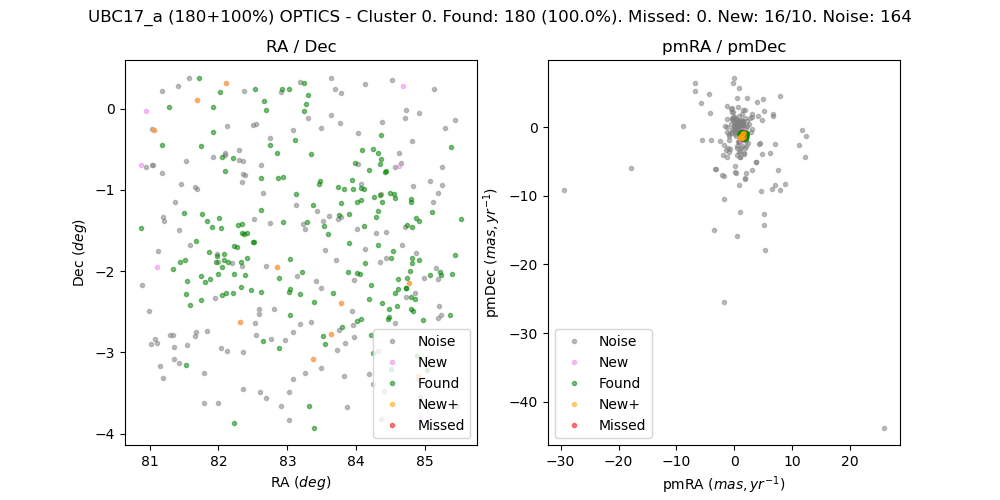 UBC17_a (180+100%) OPTICS - Cluster 0. Found: 180 (100.0%). Missed: 0. New: 16/10. Noise: 164
RA / Dec
pmRA / pmDec
Dec (deg)
0
−1
−2
−3
−4
81 82 83 84 85
RA (deg)
Noise
New
Found
New+
Missed
pmDec (mas, yr⁻¹)
0
−10
−20
−30
−40
−30 −20 −10 0 10 20
pmRA (mas, yr⁻¹)
Noise
New
Found
New+
Missed